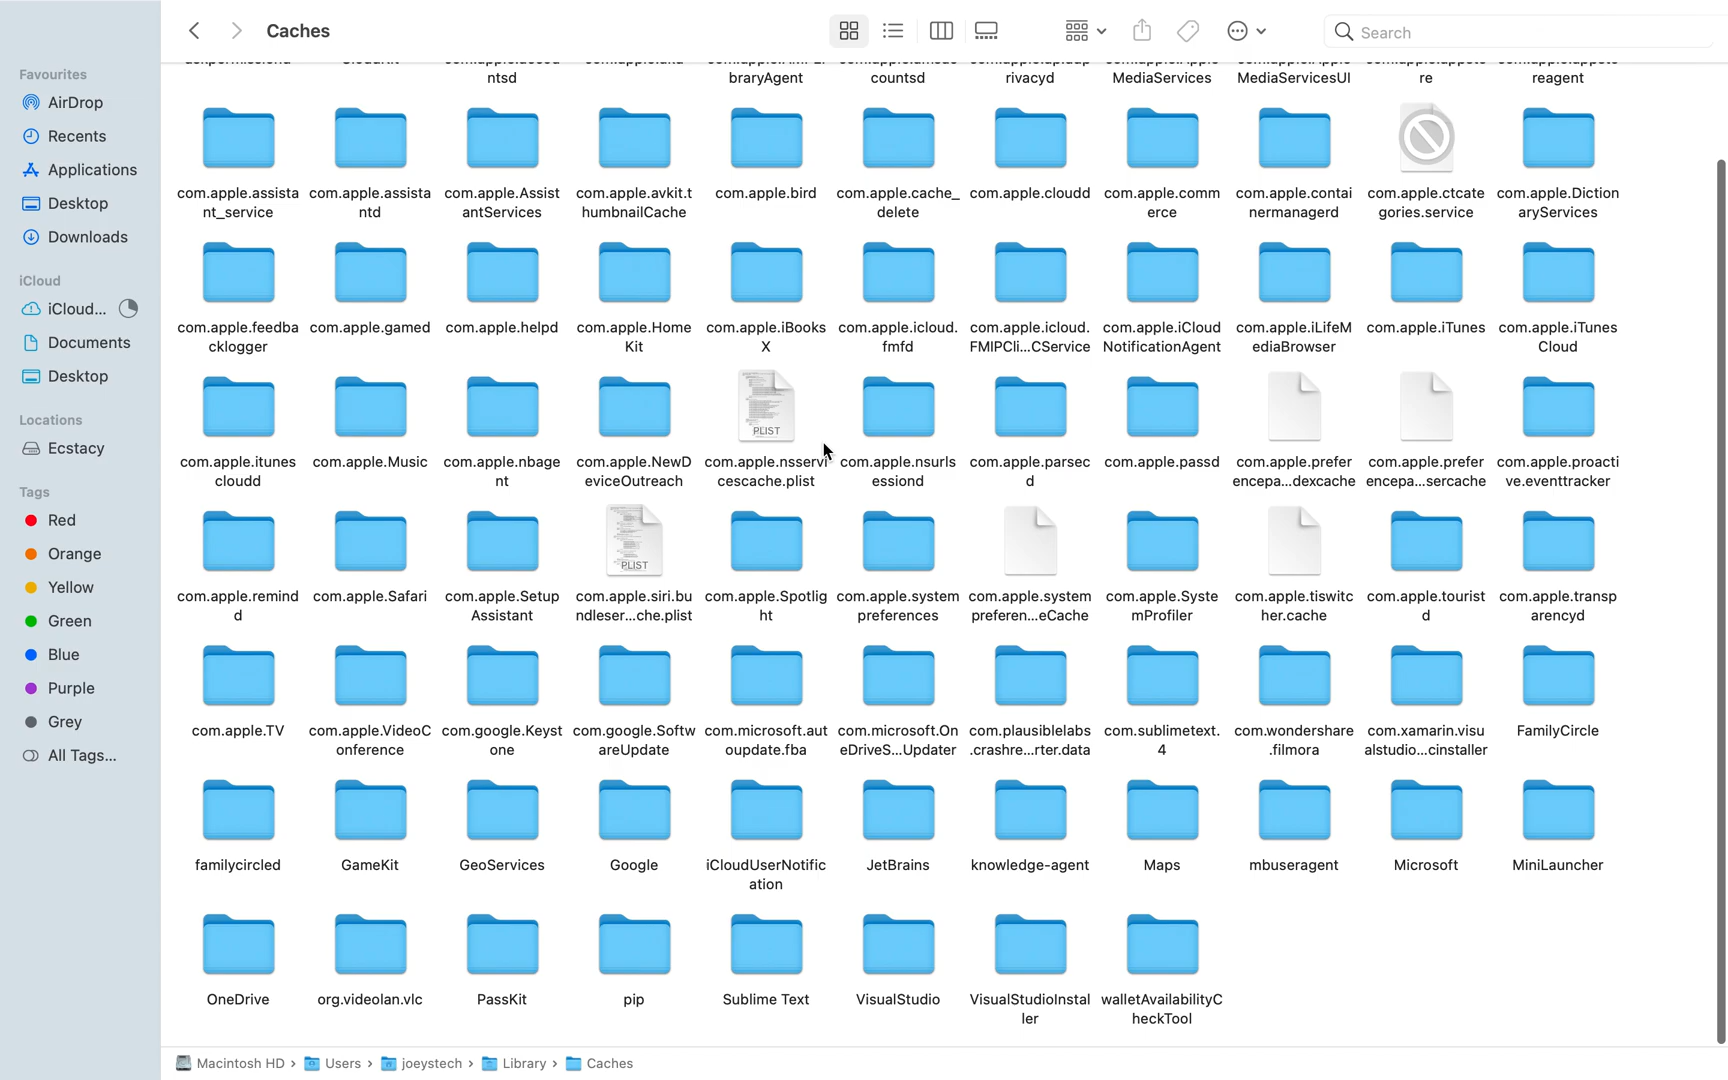 Caches
Search
Favourites
AirDrop
Recents
Applications
Desktop
Downloads
iCloud
iCloud...
Documents
Desktop
Locations
Ecstacy
Tags
Red
Orange
Yellow
Green
Blue
Purple
Grey
All Tags...
ntsd
braryAgent
countsd
rivacyd
MediaServices
MediaServicesUI
re
reagent
com.apple.assista
nt_service
com.apple.assista
ntd
com.apple.Assist
antServices
com.apple.avkit.t
humbnailCache
com.apple.bird
com.apple.cache_
delete
com.apple.cloudd
com.apple.comm
erce
com.apple.contai
nermanagerd
com.apple.ctcate
gories.service
com.apple.Diction
aryServices
com.apple.feedba
cklogger
com.apple.gamed
com.apple.helpd
com.apple.Home
Kit
com.apple.iBooks
X
com.apple.icloud.
fmfd
com.apple.icloud.
FMIPCli...CService
com.apple.iCloud
NotificationAgent
com.apple.iLifeM
ediaBrowser
com.apple.iTunes
com.apple.iTunes
Cloud
PLIST
com.apple.itunes
cloudd
com.apple.Music
com.apple.nbage
nt
com.apple.NewD
eviceOutreach
com.apple.nsservi
cescache.plist
com.apple.nsurls
essiond
com.apple.parsec
d
com.apple.passd
com.apple.prefer
encepa...dexcache
com.apple.prefer
encepa...sercache
com.apple.proacti
ve.eventtracker
PLIST
com.apple.remind
d
com.apple.Safari
com.apple.Setup
Assistant
com.apple.siri.bu
ndleser...che.plist
com.apple.Spotlig
ht
com.apple.system
preferences
com.apple.system
preferen...eCache
com.apple.Syste
mProfiler
com.apple.tiswitc
her.cache
com.apple.tourist
d
com.apple.transp
arencyd
com.apple.TV
com.apple.VideoC
onference
com.google.Keyst
one
com.google.Softw
areUpdate
com.microsoft.aut
oupdate.fba
com.microsoft.On
eDriveS...Updater
com.plausiblelabs
.crashre...rter.data
com.sublimetext.
4
com.wondershare
.filmora
com.xamarin.visu
alstudio...cinstaller
FamilyCircle
familycircled
GameKit
GeoServices
Google
iCloudUserNotific
ation
JetBrains
knowledge-agent
Maps
mbuseragent
Microsoft
MiniLauncher
OneDrive
org.videolan.vlc
PassKit
pip
Sublime Text
VisualStudio
VisualStudioInstal
ler
walletAvailabilityC
heckTool
Macintosh HD › Users › joeystech › Library › Caches